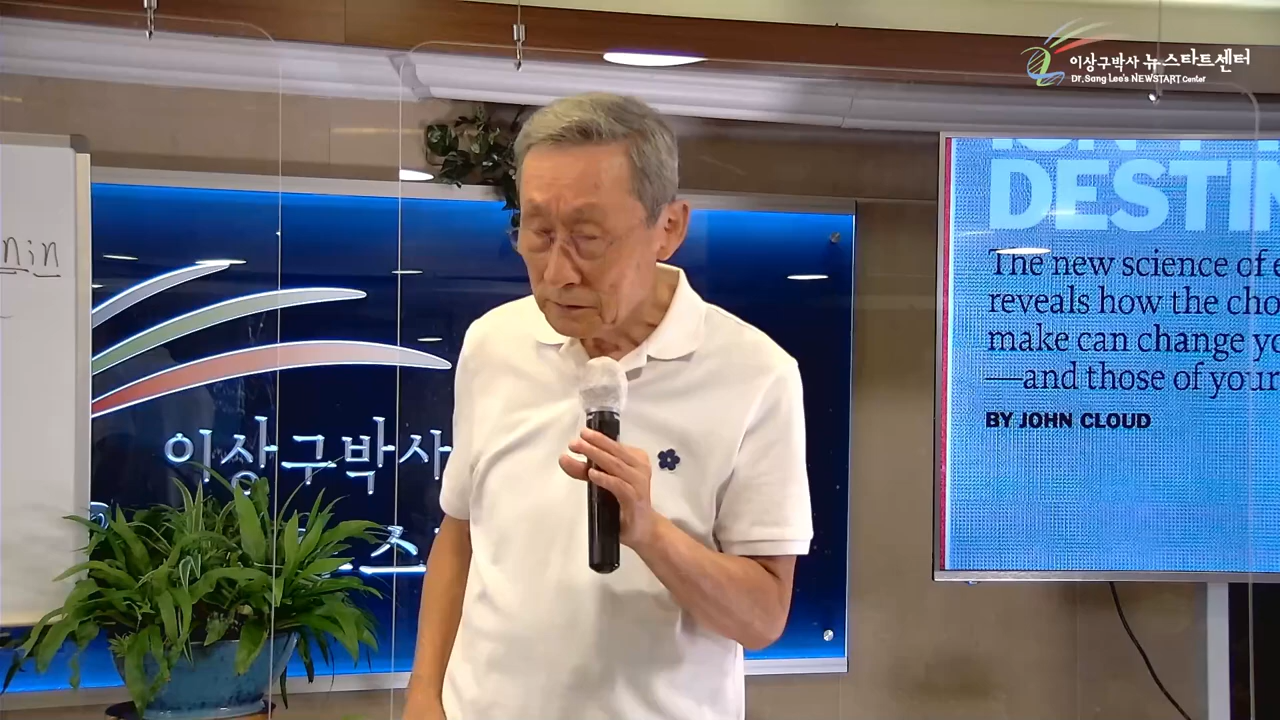 이상구박사 뉴스타트센터
Dr. Sang Lee's NEWSTART Center
DESTIN
The new science of e
reveals how the cho
make can change yo
—and those of your
BY JOHN CLOUD
nin
이상구박사